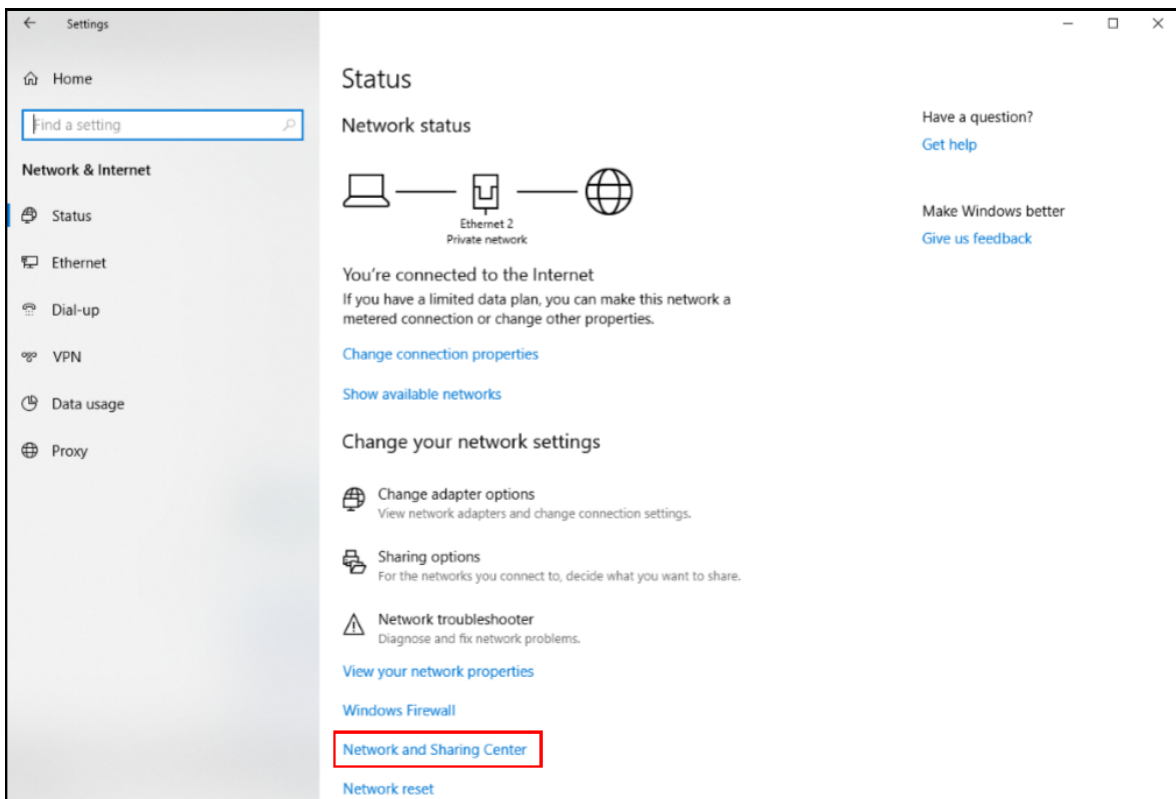 Settings
Home
Find a setting
Network & Internet
Status
Ethernet
Dial-up
VPN
Data usage
Proxy
Status
Network status
Ethernet 2
Private network
You're connected to the Internet
If you have a limited data plan, you can make this network a
metered connection or change other properties.
Change connection properties
Show available networks
Change your network settings
Change adapter options
View network adapters and change connection settings.
Sharing options
For the networks you connect to, decide what you want to share.
Network troubleshooter
Diagnose and fix network problems.
View your network properties
Windows Firewall
Network and Sharing Center
Network reset
Have a question?
Get help
Make Windows better
Give us feedback